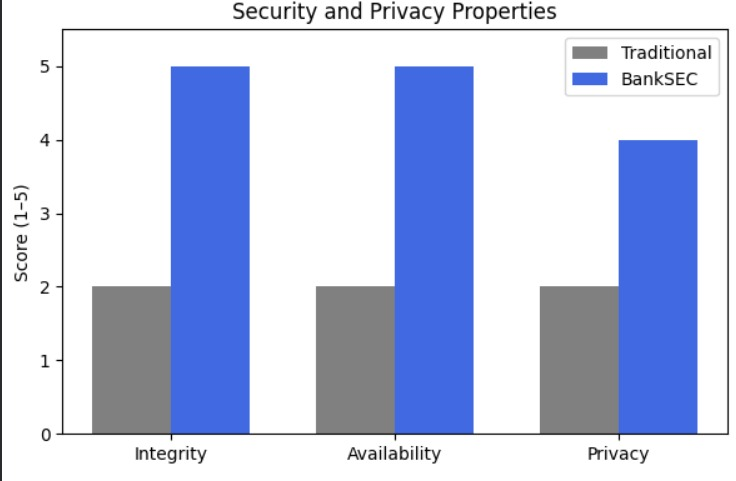 Security and Privacy Properties
Traditional
BankSEC
Score (1–5)
5
4
3
2
1
0
Integrity
Availability
Privacy